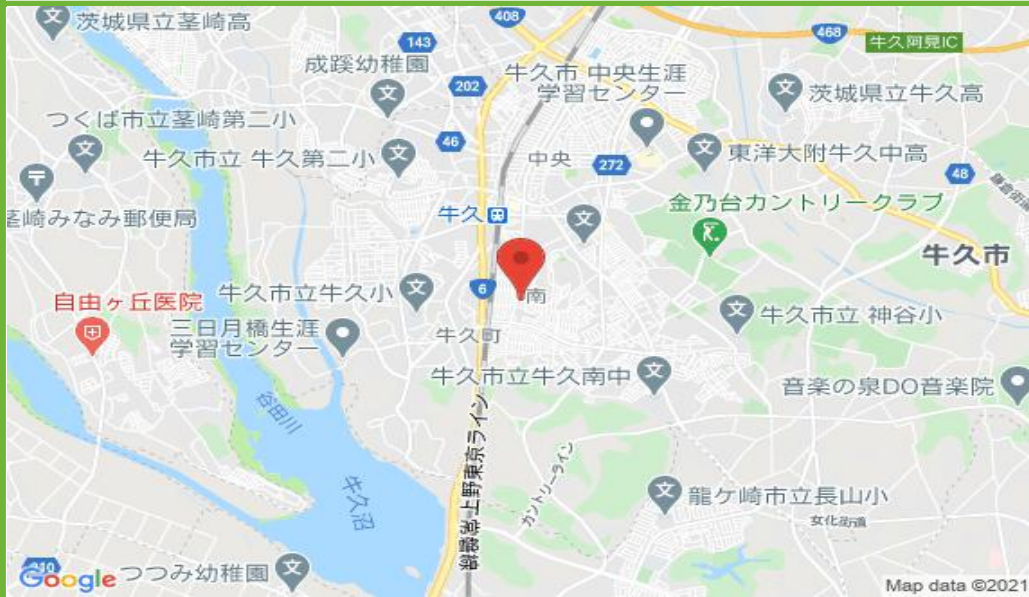 茨城県立茎崎高
408
468
牛久阿見IC
143
成蹊幼稚園
牛久市 中央生涯
学習センター
202
茨城県立牛久高
つくば市立茎崎第二小
46
牛久市立 牛久第二小
中央
272
東洋大附牛久中高
48
茎崎みなみ郵便局
牛久
金乃台カントリークラブ
牛久市
自由ヶ丘医院
牛久市立牛久小
6
南
三日月橋生涯
学習センター
牛久町
牛久市立 神谷小
牛久市立牛久南中
音楽の泉DO音楽院
谷田川
上野東京ライン
カントリーライン
牛久沼
龍ケ崎市立長山小
女化街道
Google
つつみ幼稚園
Map data ©2021